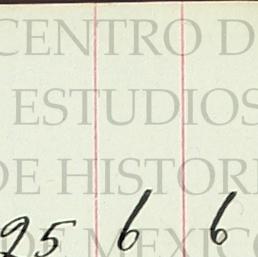 CENTRO D
ESTUDIOS
DE HISTORI
DE MEXICO
25 6 6